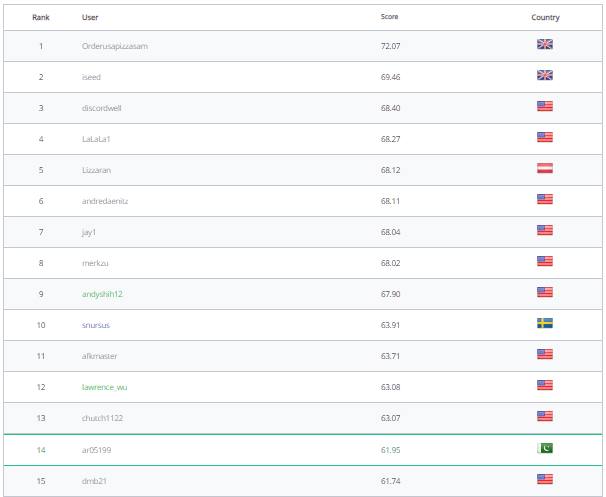 Rank User Score Country
1 Orderusapizzasam 72.07
2 iseed 69.46
3 discordwell 68.40
4 LaLaLa1 68.27
5 Lizzaran 68.12
6 andredaenitz 68.11
7 jay1 68.04
8 merkzu 68.02
9 andyshih12 67.90
10 snursus 63.91
11 afkmaster 63.71
12 lawrence_wu 63.08
13 chutch1122 63.07
14 ar05199 61.95
15 dmb21 61.74